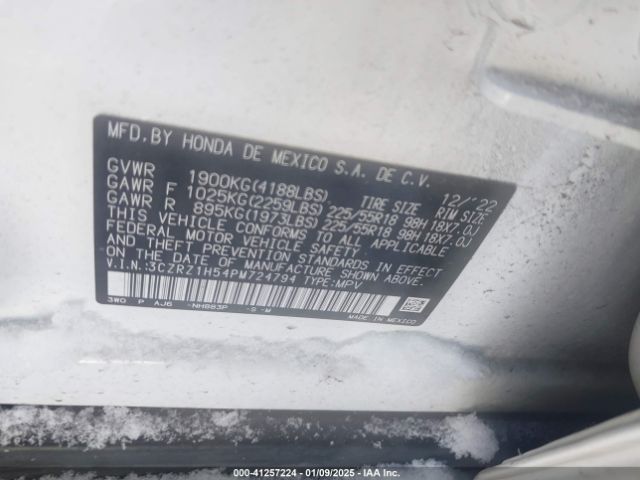 MFD. BY HONDA DE MEXICO S.A. DE C.V. 12/'22
GVWR 1900KG(4188LBS) TIRE SIZE RIM SIZE
GAWR F 1025KG(2259LBS) 225/55R18 98H 18X7.0J
GAWR R 895KG(1973LBS) 225/55R18 98H 18X7.0J
THIS VEHICLE CONFORMS TO ALL APPLICABLE
FEDERAL MOTOR VEHICLE SAFETY
STANDARDS IN EFFECT ON THE DATE OF
MANUFACTURE SHOWN ABOVE.
V.I.N.:3CZRZ1H54PM724794 TYPE:MPV
3W0 P AJ6 -NH883P -S -M
MADE IN MEXICO
000-41257224 - 01/09/2025 - IAA Inc.